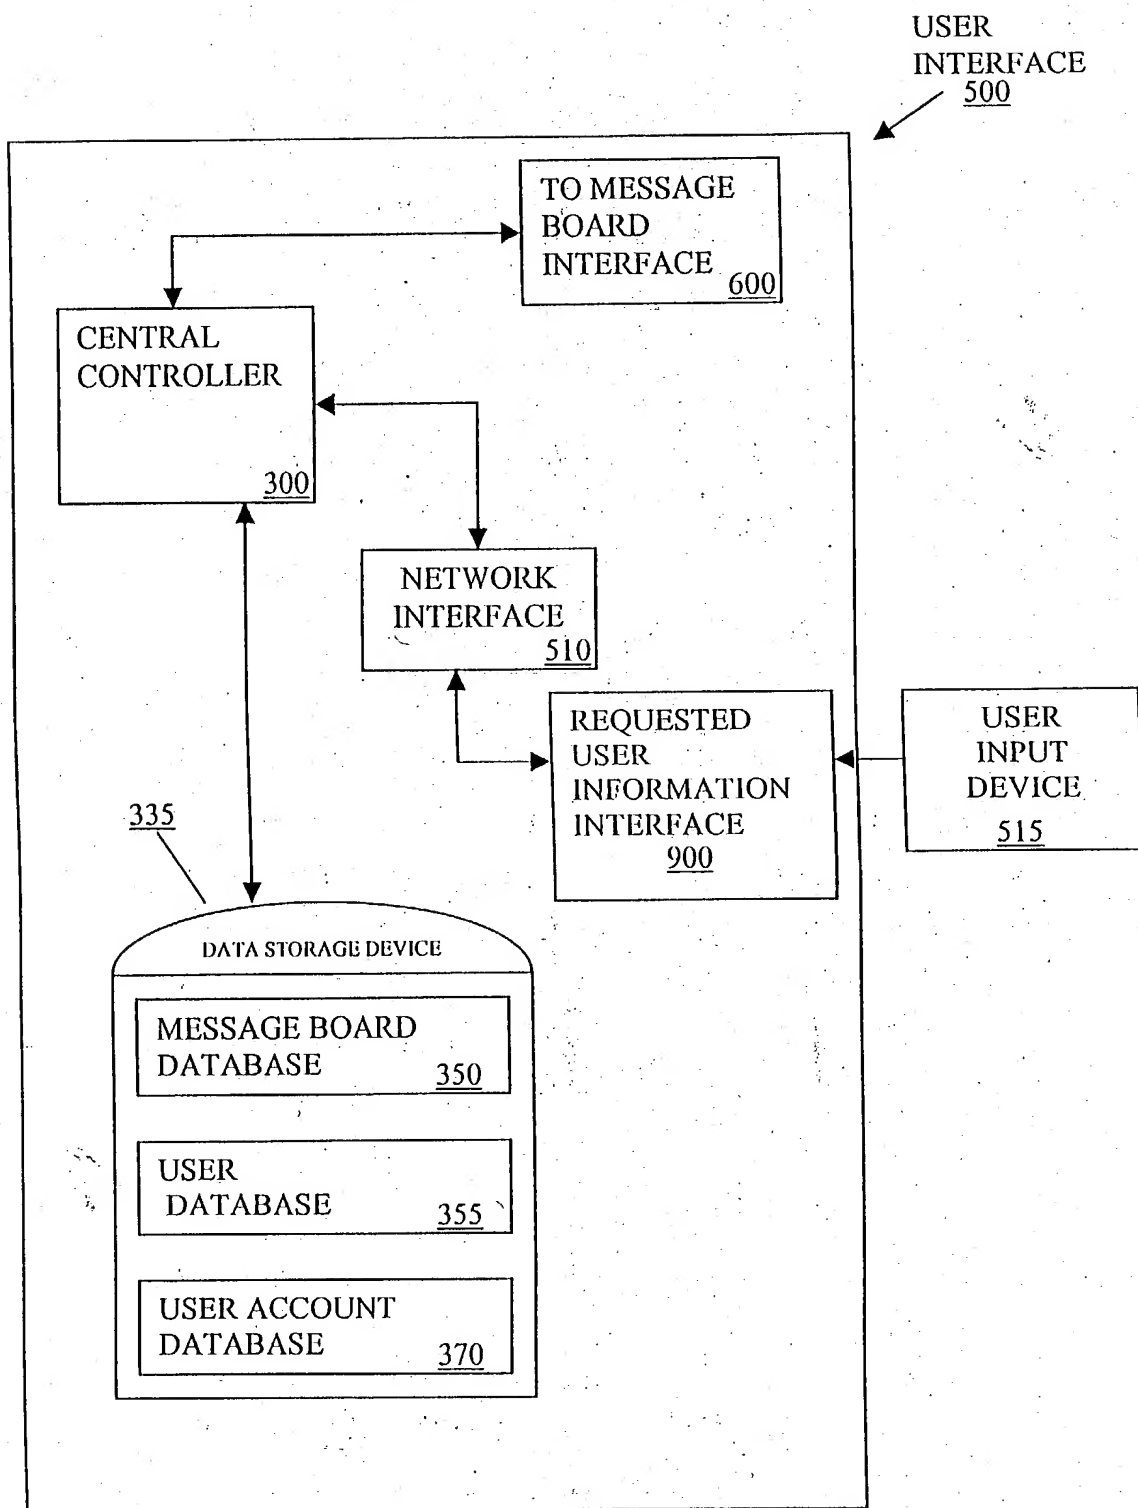 USER
INTERFACE
500
TO MESSAGE
BOARD
INTERFACE
600
CENTRAL
CONTROLLER
300
NETWORK
INTERFACE
510
REQUESTED
USER
INFORMATION
INTERFACE
900
USER
INPUT
DEVICE
515
335
DATA STORAGE DEVICE
MESSAGE BOARD
DATABASE
350
USER
DATABASE
355
USER ACCOUNT
DATABASE
370